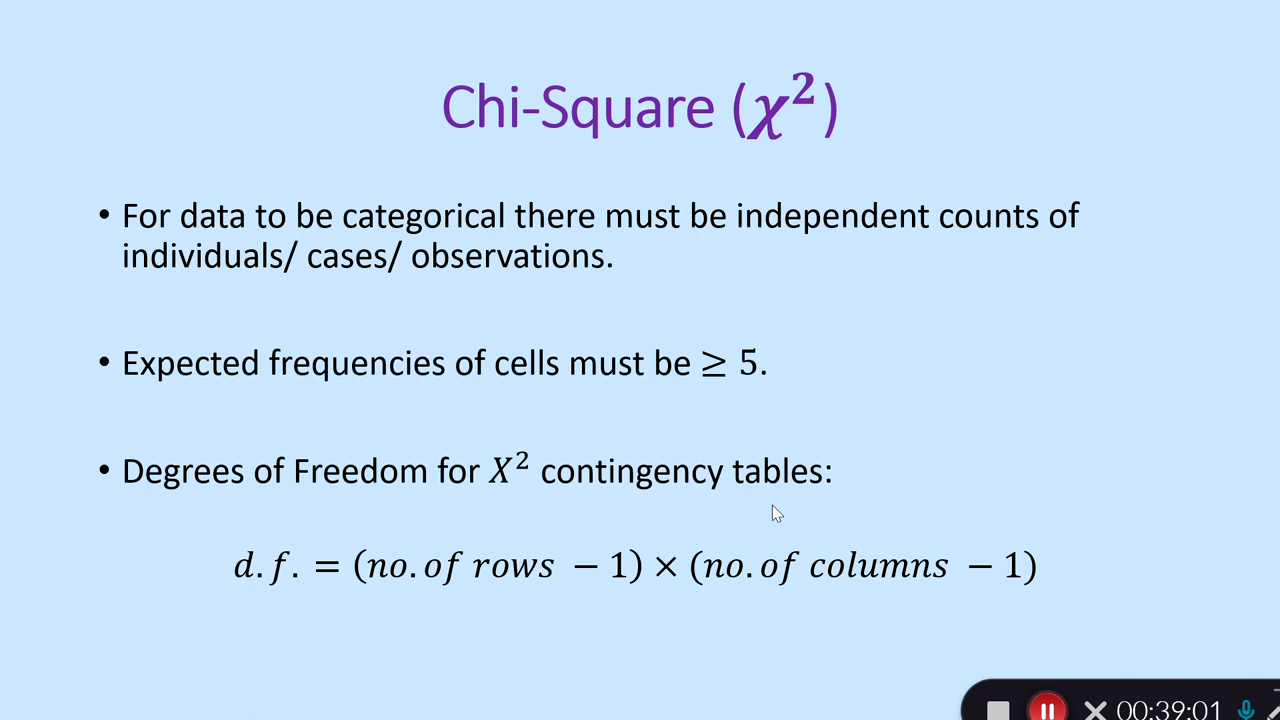 Chi-Square (𝝌²)
• For data to be categorical there must be independent counts of
individuals/ cases/ observations.
• Expected frequencies of cells must be ≥ 5.
• Degrees of Freedom for X² contingency tables:
d.f. = (no.of rows − 1) × (no.of columns − 1)
00:39:01